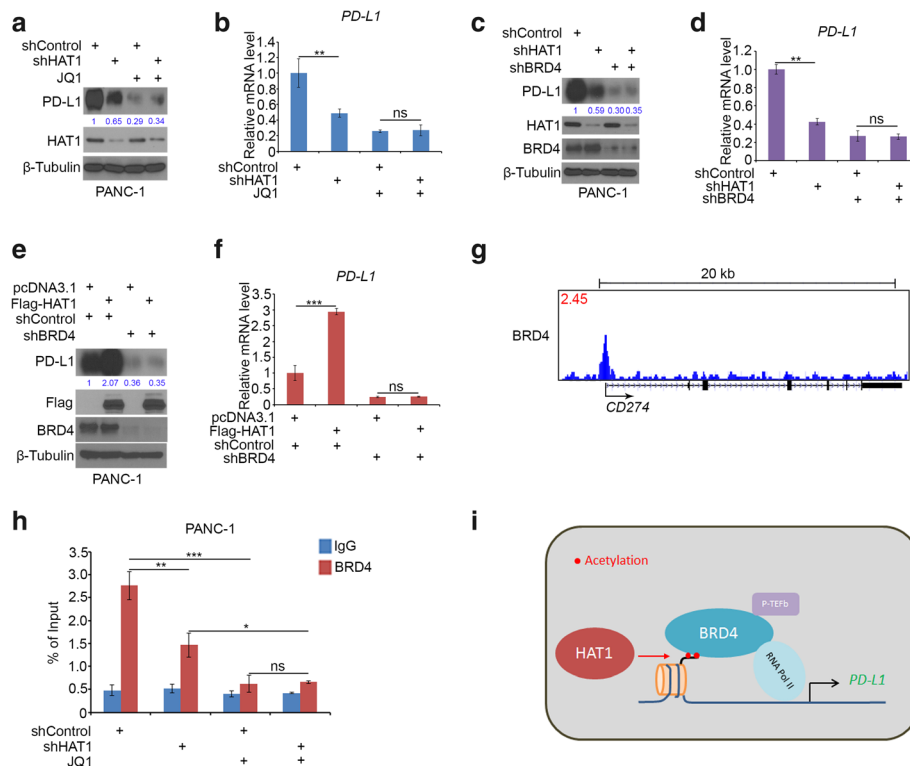 a
shControl + +
shHAT1 + +
JQ1 + +
PD-L1
1 0.65 0.29 0.34
HAT1
β-Tubulin
PANC-1
b
PD-L1
Relative mRNA level
1.4
1.2
1.0
0.8
0.6
0.4
0.2
0
**
ns
shControl + +
shHAT1 + +
JQ1 + +
c
shControl +
shHAT1 + +
shBRD4 + +
PD-L1
1 0.59 0.30 0.35
HAT1
BRD4
β-Tubulin
PANC-1
d
PD-L1
Relative mRNA level
1.2
1.0
0.8
0.6
0.4
0.2
0.0
**
ns
shControl + +
shHAT1 + +
shBRD4 + +
e
pcDNA3.1 + +
Flag-HAT1 + +
shControl + +
shBRD4 + +
PD-L1
1 2.07 0.36 0.35
Flag
BRD4
β-Tubulin
PANC-1
f
PD-L1
Relative mRNA level
3.5
3
2.5
2
1.5
1
0.5
0
***
ns
pcDNA3.1 + +
Flag-HAT1 + +
shControl + +
shBRD4 + +
g
20 kb
2.45
BRD4
CD274
h
PANC-1
% of Input
3.5
3.0
2.5
2.0
1.5
1.0
0.5
0.0
IgG
BRD4
***
**
*
ns
shControl + +
shHAT1 + +
JQ1 + +
i
Acetylation
P-TEFb
BRD4
HAT1
RNA Pol II
PD-L1